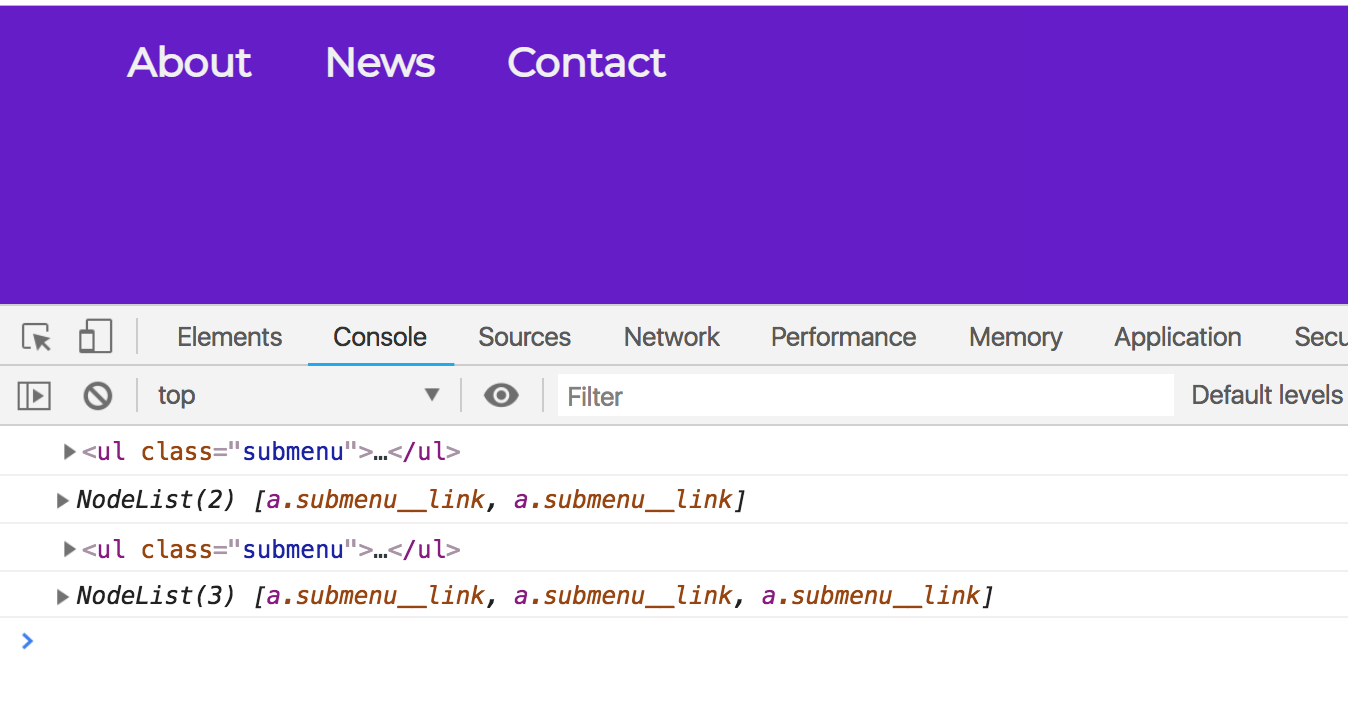 About News Contact
Elements Console Sources Network Performance Memory Application Secu
top Filter Default levels
<ul class="submenu">…</ul>
NodeList(2) [a.submenu__link, a.submenu__link]
<ul class="submenu">…</ul>
NodeList(3) [a.submenu__link, a.submenu__link, a.submenu__link]